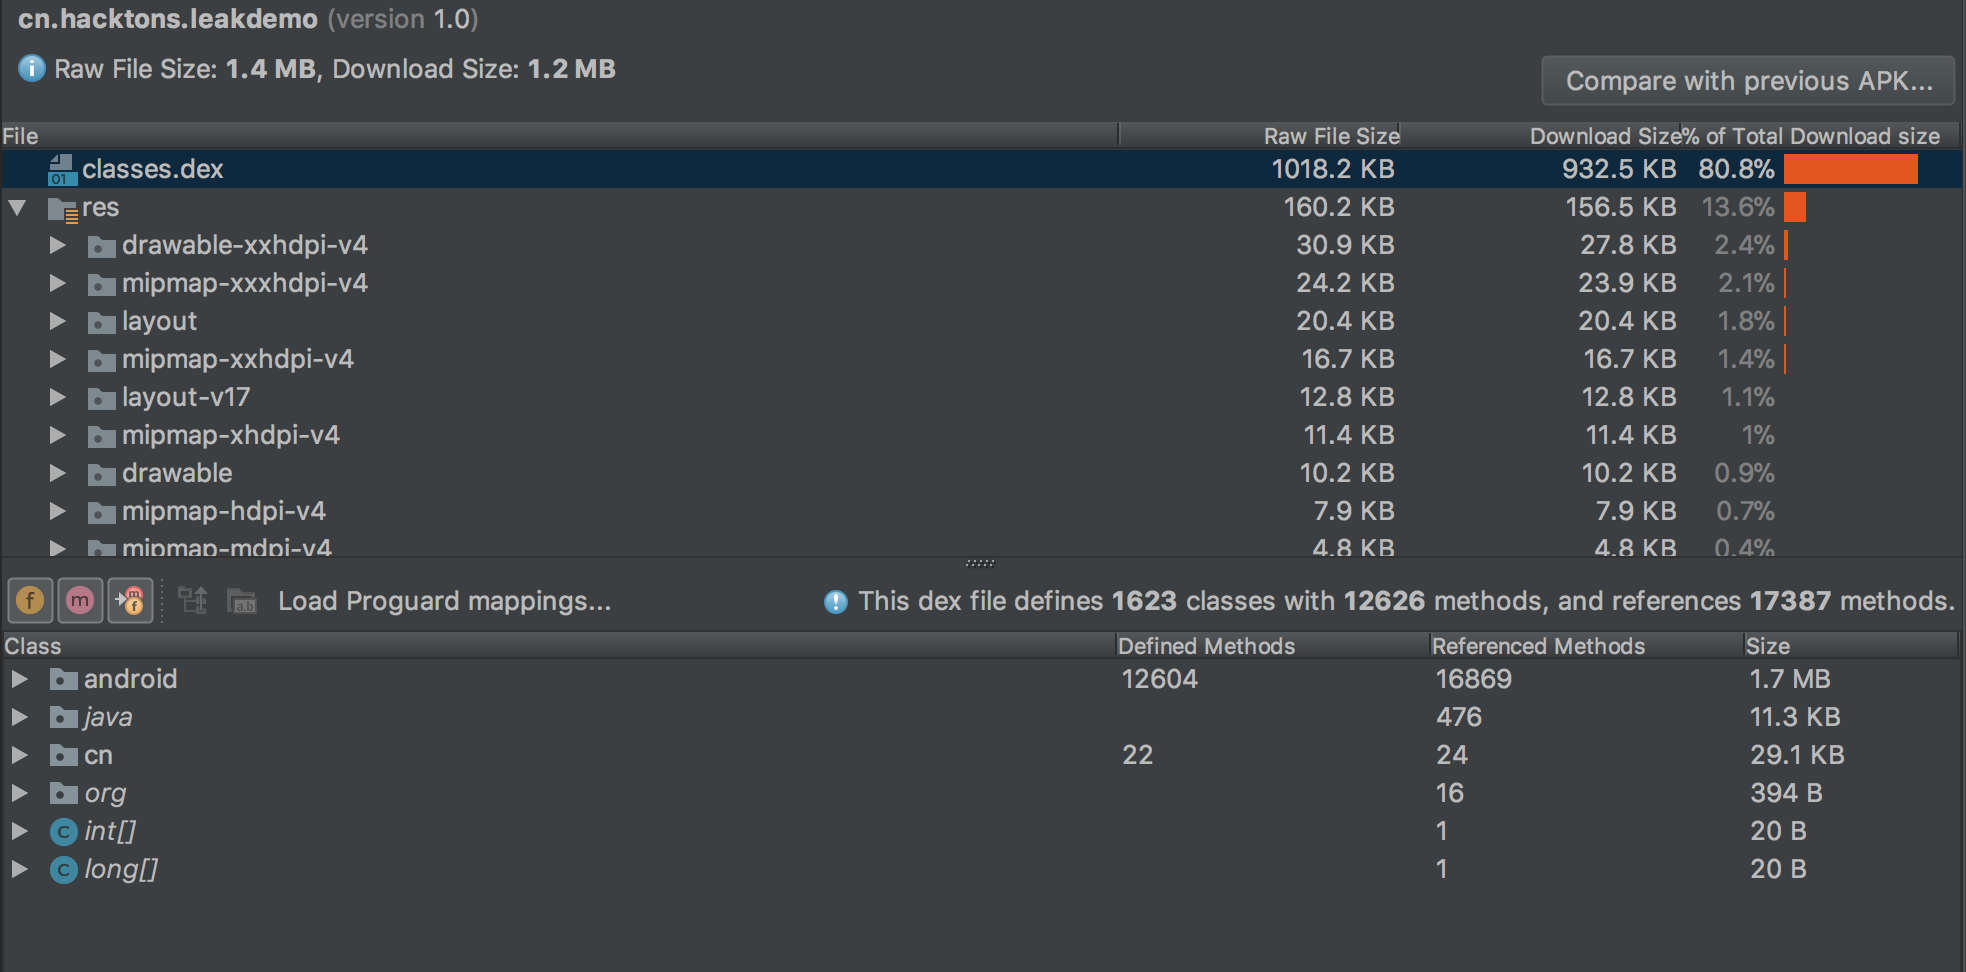 cn.hacktons.leakdemo (version 1.0)
Raw File Size: 1.4 MB, Download Size: 1.2 MB
Compare with previous APK...
File Raw File Size Download Size % of Total Download size
01 classes.dex 1018.2 KB 932.5 KB 80.8%
res 160.2 KB 156.5 KB 13.6%
drawable-xxhdpi-v4 30.9 KB 27.8 KB 2.4%
mipmap-xxxhdpi-v4 24.2 KB 23.9 KB 2.1%
layout 20.4 KB 20.4 KB 1.8%
mipmap-xxhdpi-v4 16.7 KB 16.7 KB 1.4%
layout-v17 12.8 KB 12.8 KB 1.1%
mipmap-xhdpi-v4 11.4 KB 11.4 KB 1%
drawable 10.2 KB 10.2 KB 0.9%
mipmap-hdpi-v4 7.9 KB 7.9 KB 0.7%
mipmap-mdpi-v4 4.8 KB 4.8 KB 0.4%
f m m f a.b Load Proguard mappings... This dex file defines 1623 classes with 12626 methods, and references 17387 methods.
Class Defined Methods Referenced Methods Size
android 12604 16869 1.7 MB
java 476 11.3 KB
cn 22 24 29.1 KB
org 16 394 B
C int[] 1 20 B
C long[] 1 20 B